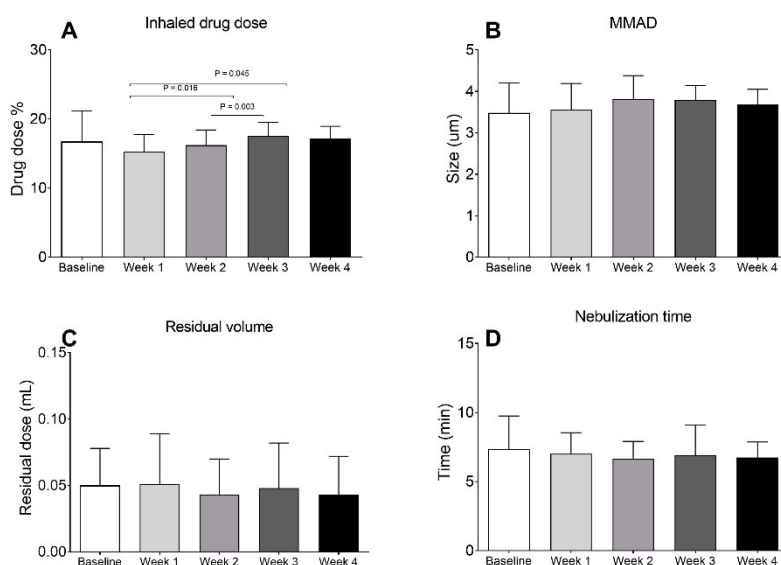 A
Inhaled drug dose
Drug dose %
30
20
10
0
P = 0.045
P = 0.016
P = 0.003
Baseline Week 1 Week 2 Week 3 Week 4
B
MMAD
Size (um)
5
4
3
2
1
0
Baseline Week 1 Week 2 Week 3 Week 4
C
Residual volume
Residual dose (mL)
0.15
0.10
0.05
0.00
Baseline Week 1 Week 2 Week 3 Week 4
D
Nebulization time
Time (min)
15
10
5
0
Baseline Week 1 Week 2 Week 3 Week 4